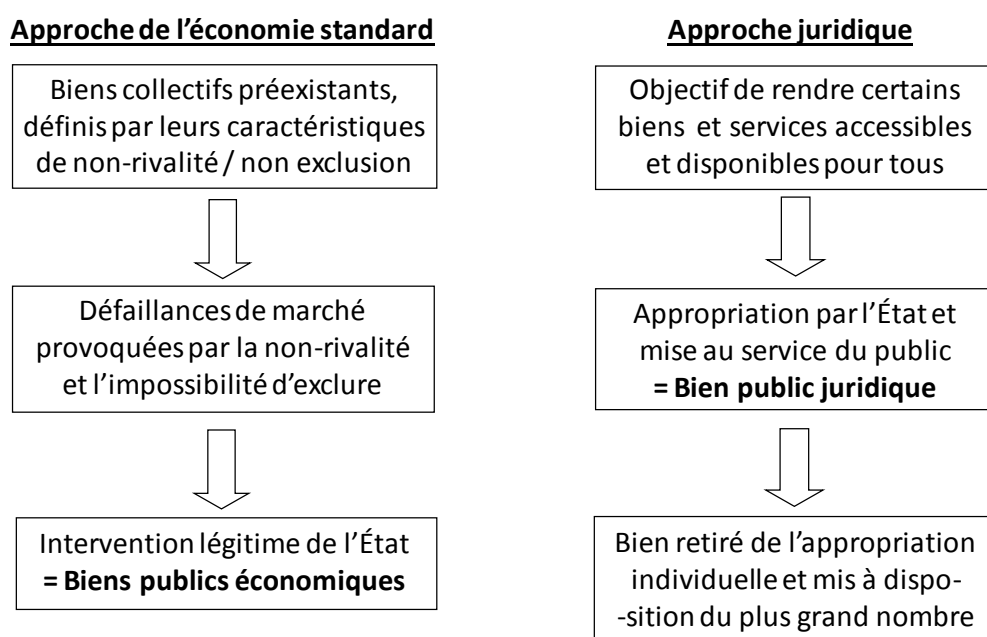 Approche de l'économie standard
Biens collectifs préexistants,
définis par leurs caractéristiques
de non-rivalité / non exclusion
Défaillances de marché
provoquées par la non-rivalité
et l'impossibilité d'exclure
Intervention légitime de l'État
= Biens publics économiques
Approche juridique
Objectif de rendre certains
biens et services accessibles
et disponibles pour tous
Appropriation par l'État et
mise au service du public
= Bien public juridique
Bien retiré de l'appropriation
individuelle et mis à dispo-
-sition du plus grand nombre